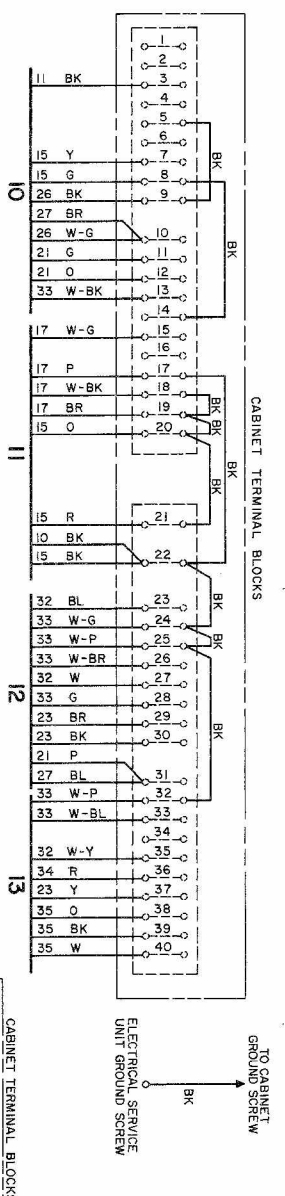 1
2
11 BK 3
4
5
6
15 Y 7
15 G 8
26 BK 9
27 BR
26 W-G 10
21 G 11
21 O 12
33 W-BK 13
14
17 W-G 15
16
17 P 17
17 W-BK 18
17 BR 19
15 O 20
15 R 21
10 BK
15 BK 22
32 BL 23
33 W-G 24
33 W-P 25
33 W-BR 26
32 W 27
33 G 28
23 BR 29
23 BK 30
21 P
27 BL 31
33 W-P 32
33 W-BL 33
34
32 W-Y 35
34 R 36
23 Y 37
35 O 38
35 BK 39
35 W 40
10
11
12
13
BK
BK
BK
BK
BK
BK
BK
BK
BK
CABINET TERMINAL BLOCKS
TO CABINET
GROUND SCREW
BK
ELECTRICAL SERVICE
UNIT GROUND SCREW
CABINET TERMINAL BLOCKS